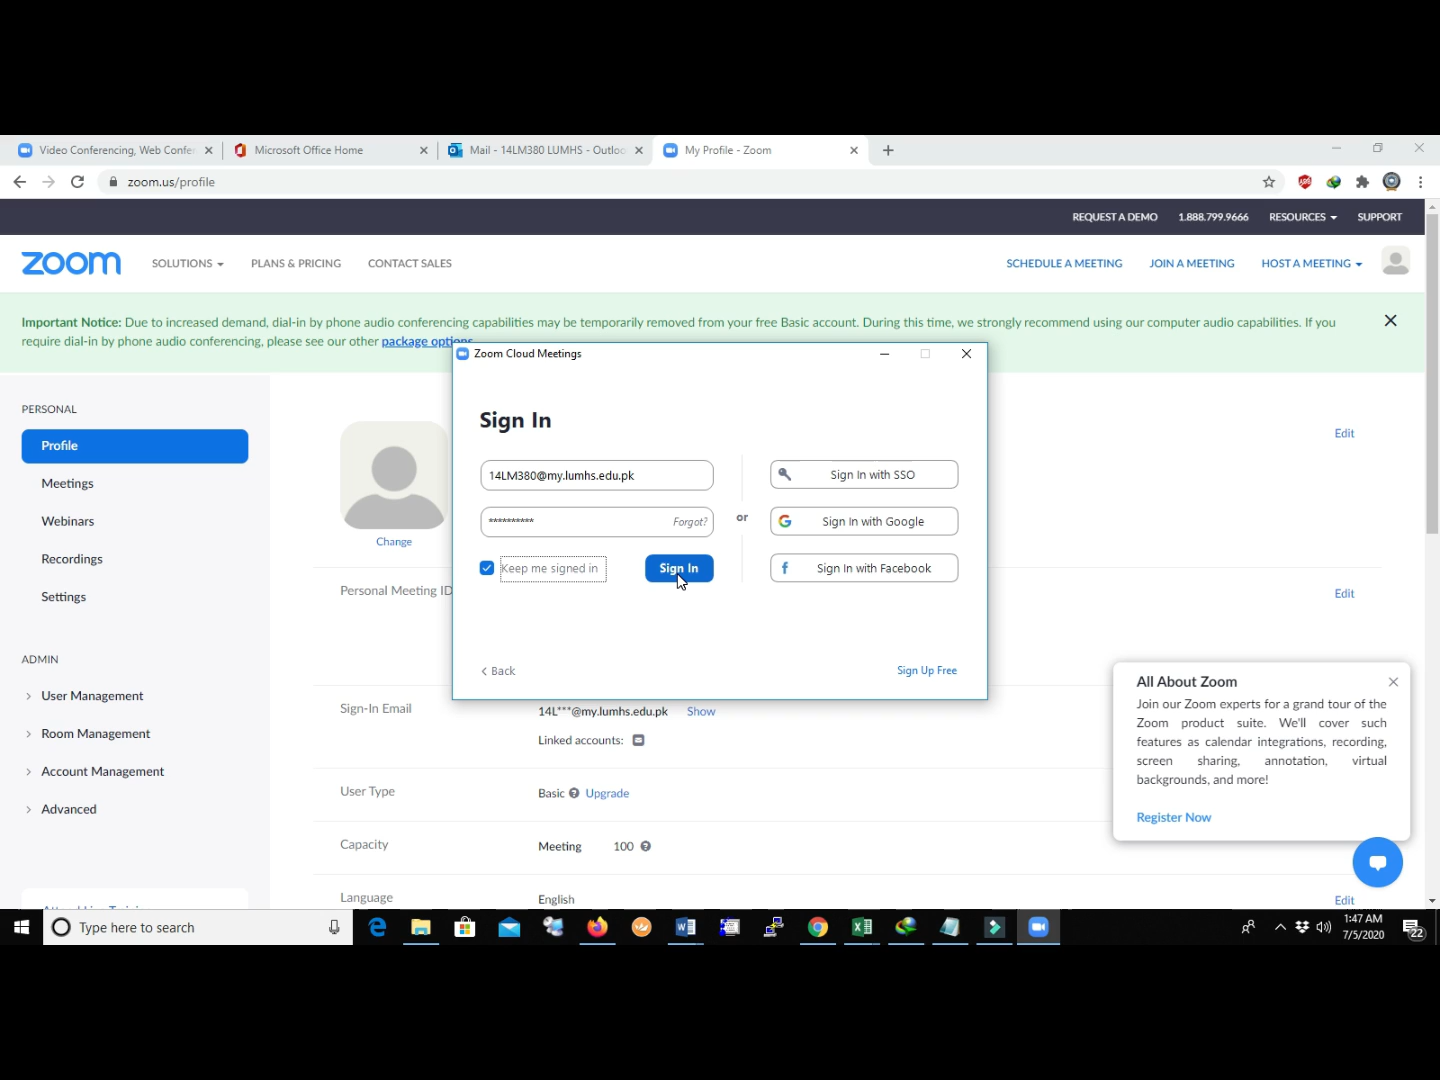 Video Conferencing, Web Confe
Microsoft Office Home
Mail - 14LM380 LUMHS - Outloo
My Profile - Zoom
zoom.us/profile
REQUEST A DEMO
1.888.799.9666
RESOURCES
SUPPORT
zoom
SOLUTIONS
PLANS & PRICING
CONTACT SALES
SCHEDULE A MEETING
JOIN A MEETING
HOST A MEETING
Important Notice: Due to increased demand, dial-in by phone audio conferencing capabilities may be temporarily removed from your free Basic account. During this time, we strongly recommend using our computer audio capabilities. If you
require dial-in by phone audio conferencing, please see our other package options.
PERSONAL
Profile
Meetings
Webinars
Recordings
Settings
ADMIN
User Management
Room Management
Account Management
Advanced
Change
Edit
Personal Meeting ID
Edit
Zoom Cloud Meetings
Sign In
14LM380@my.lumhs.edu.pk
**********
Forgot?
Keep me signed in
Sign In
or
Sign In with SSO
Sign In with Google
Sign In with Facebook
< Back
Sign Up Free
Sign-In Email
14L***@my.lumhs.edu.pk
Show
Linked accounts:
User Type
Basic
Upgrade
Capacity
Meeting
100
Language
English
Edit
All About Zoom
Join our Zoom experts for a grand tour of the
Zoom product suite. We'll cover such
features as calendar integrations, recording,
screen sharing, annotation, virtual
backgrounds, and more!
Register Now
Type here to search
1:47 AM
7/5/2020
22